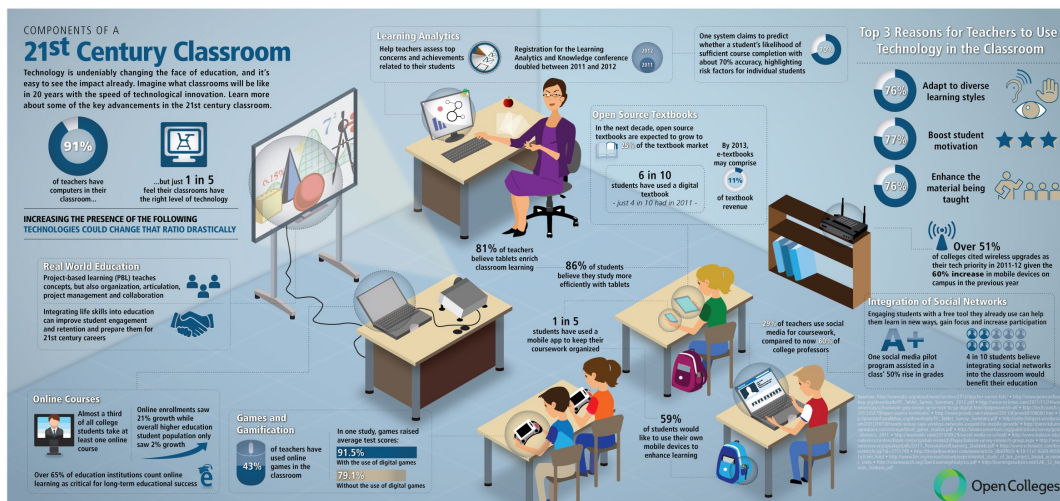 COMPONENTS OF A
21st Century Classroom
Technology is undeniably changing the face of education, and it's
easy to see the impact already. Imagine what classrooms will be like
in 20 years with the speed of technological innovation. Learn more
about some of the key advancements in the 21st century classroom.
91%
of teachers have
computers in their
classroom...
...but just 1 in 5
feel their classrooms have
the right level of technology
INCREASING THE PRESENCE OF THE FOLLOWING
TECHNOLOGIES COULD CHANGE THAT RATIO DRASTICALLY
Real World Education
Project-based learning (PBL) teaches
concepts, but also organization, articulation,
project management and collaboration
Integrating life skills into education
can improve student engagement
and retention and prepare them for
21st century careers
Online Courses
Almost a third
of all college
students take at
least one online
course
Online enrollments saw
21% growth while
overall higher education
student population only
saw 2% growth
Over 65% of education institutions count online
learning as critical for long-term educational success
Games and
Gamification
43%
of teachers have
used online
games in the
classroom
In one study, games raised
average test scores:
91.5%
With the use of digital games
79.1%
Without the use of digital games
Learning Analytics
Help teachers assess top
concerns and achievements
related to their students
Registration for the Learning
Analytics and Knowledge conference
doubled between 2011 and 2012
2012
2011
One system claims to predict
whether a student's likelihood of
sufficient course completion with
about 70% accuracy, highlighting
risk factors for individual students
Open Source Textbooks
In the next decade, open source
textbooks are expected to grow to
25% of the textbook market
6 in 10
students have used a digital
textbook
- just 4 in 10 had in 2011 -
By 2013,
e-textbooks
may comprise
11%
of textbook
revenue
81% of teachers
believe tablets enrich
classroom learning
86% of students
believe they study more
efficiently with tablets
1 in 5
students have used a
mobile app to keep their
coursework organized
29% of teachers use social
media for coursework,
compared to now 80% of
college professors
59%
of students would
like to use their own
mobile devices to
enhance learning
Top 3 Reasons for Teachers to Use
Technology in the Classroom
76%
Adapt to diverse
learning styles
77%
Boost student
motivation
76%
Enhance the
material being
taught
Over 51%
of colleges cited wireless upgrades as
their tech priority in 2011-12 given the
60% increase in mobile devices on
campus in the previous year
Integration of Social Networks
Engaging students with a free tool they already use can help
them learn in new ways, gain focus and increase participation
A+
One social media pilot
program assisted in a
class' 50% rise in grades
4 in 10 students believe
integrating social networks
into the classroom would
benefit their education
Open Colleges